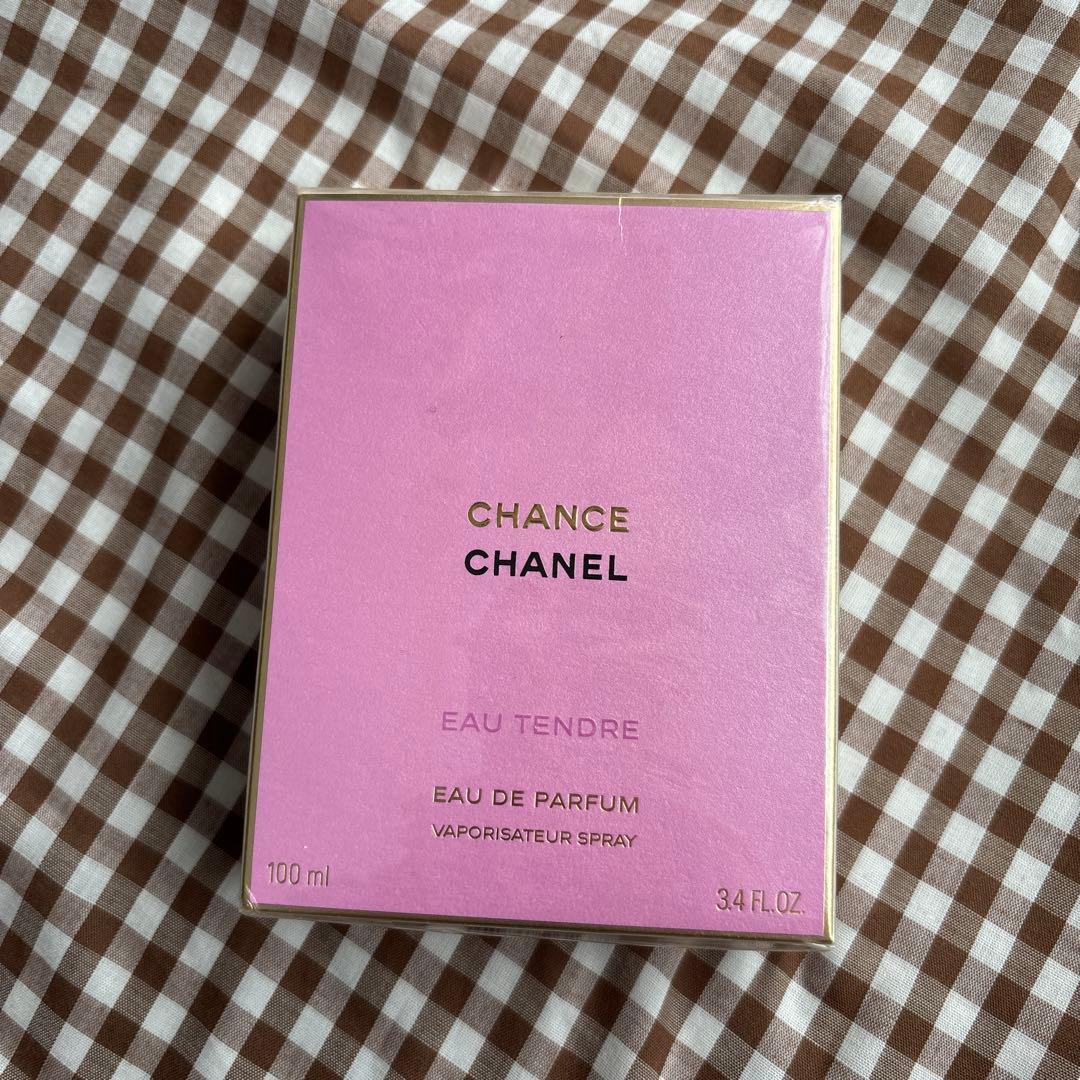 CHANCE
CHANEL
EAU TENDRE
EAU DE PARFUM
VAPORISATEUR SPRAY
100 ml
3.4 FL.OZ.